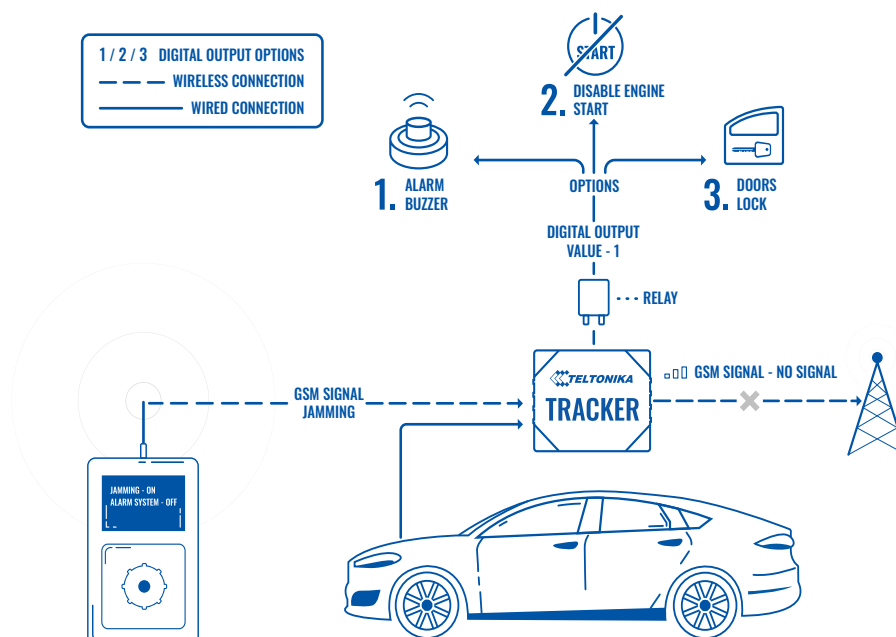 1 / 2 / 3 DIGITAL OUTPUT OPTIONS
WIRELESS CONNECTION
WIRED CONNECTION
START
2. DISABLE ENGINE
START
1. ALARM
BUZZER
OPTIONS
3. DOORS
LOCK
DIGITAL OUTPUT
VALUE - 1
RELAY
TELTONIKA
TRACKER
GSM SIGNAL - NO SIGNAL
GSM SIGNAL
JAMMING
JAMMING - ON
ALARM SYSTEM - OFF